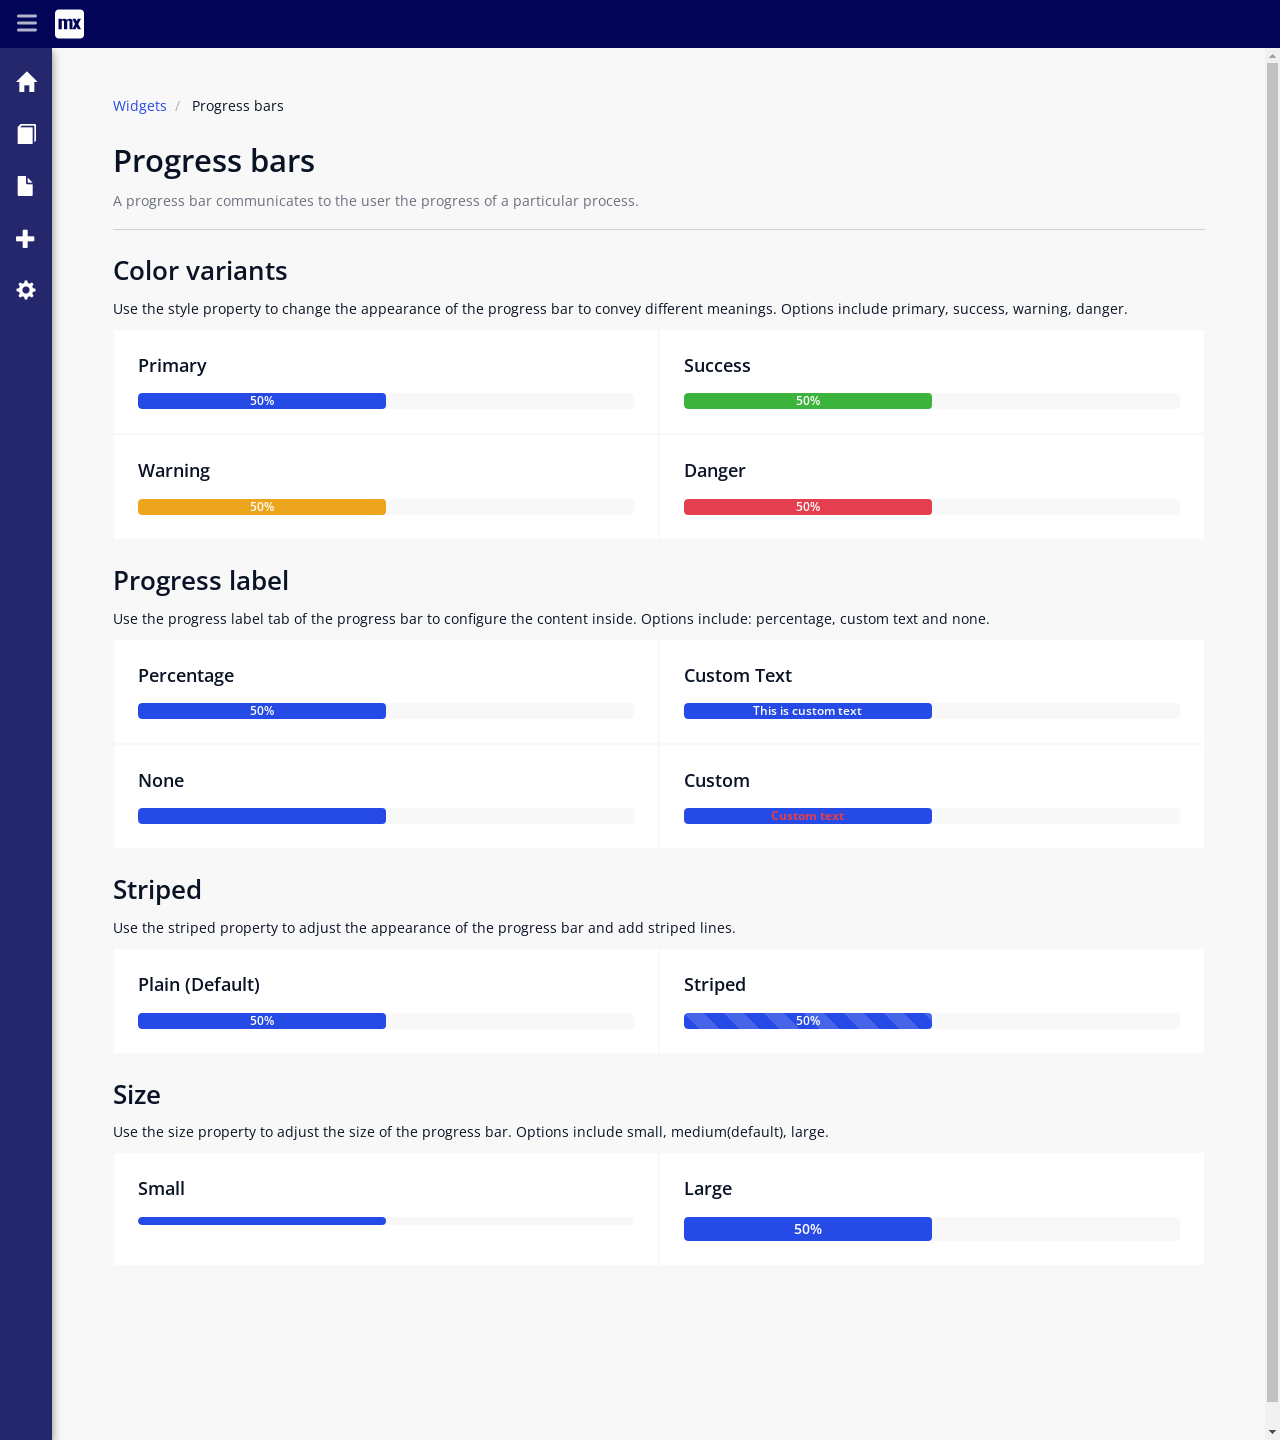 mx
Widgets / Progress bars
Progress bars
A progress bar communicates to the user the progress of a particular process.
Color variants
Use the style property to change the appearance of the progress bar to convey different meanings. Options include primary, success, warning, danger.
Primary
50%
Success
50%
Warning
50%
Danger
50%
Progress label
Use the progress label tab of the progress bar to configure the content inside. Options include: percentage, custom text and none.
Percentage
50%
Custom Text
This is custom text
None
Custom
Custom text
Striped
Use the striped property to adjust the appearance of the progress bar and add striped lines.
Plain (Default)
50%
Striped
50%
Size
Use the size property to adjust the size of the progress bar. Options include small, medium(default), large.
Small
Large
50%